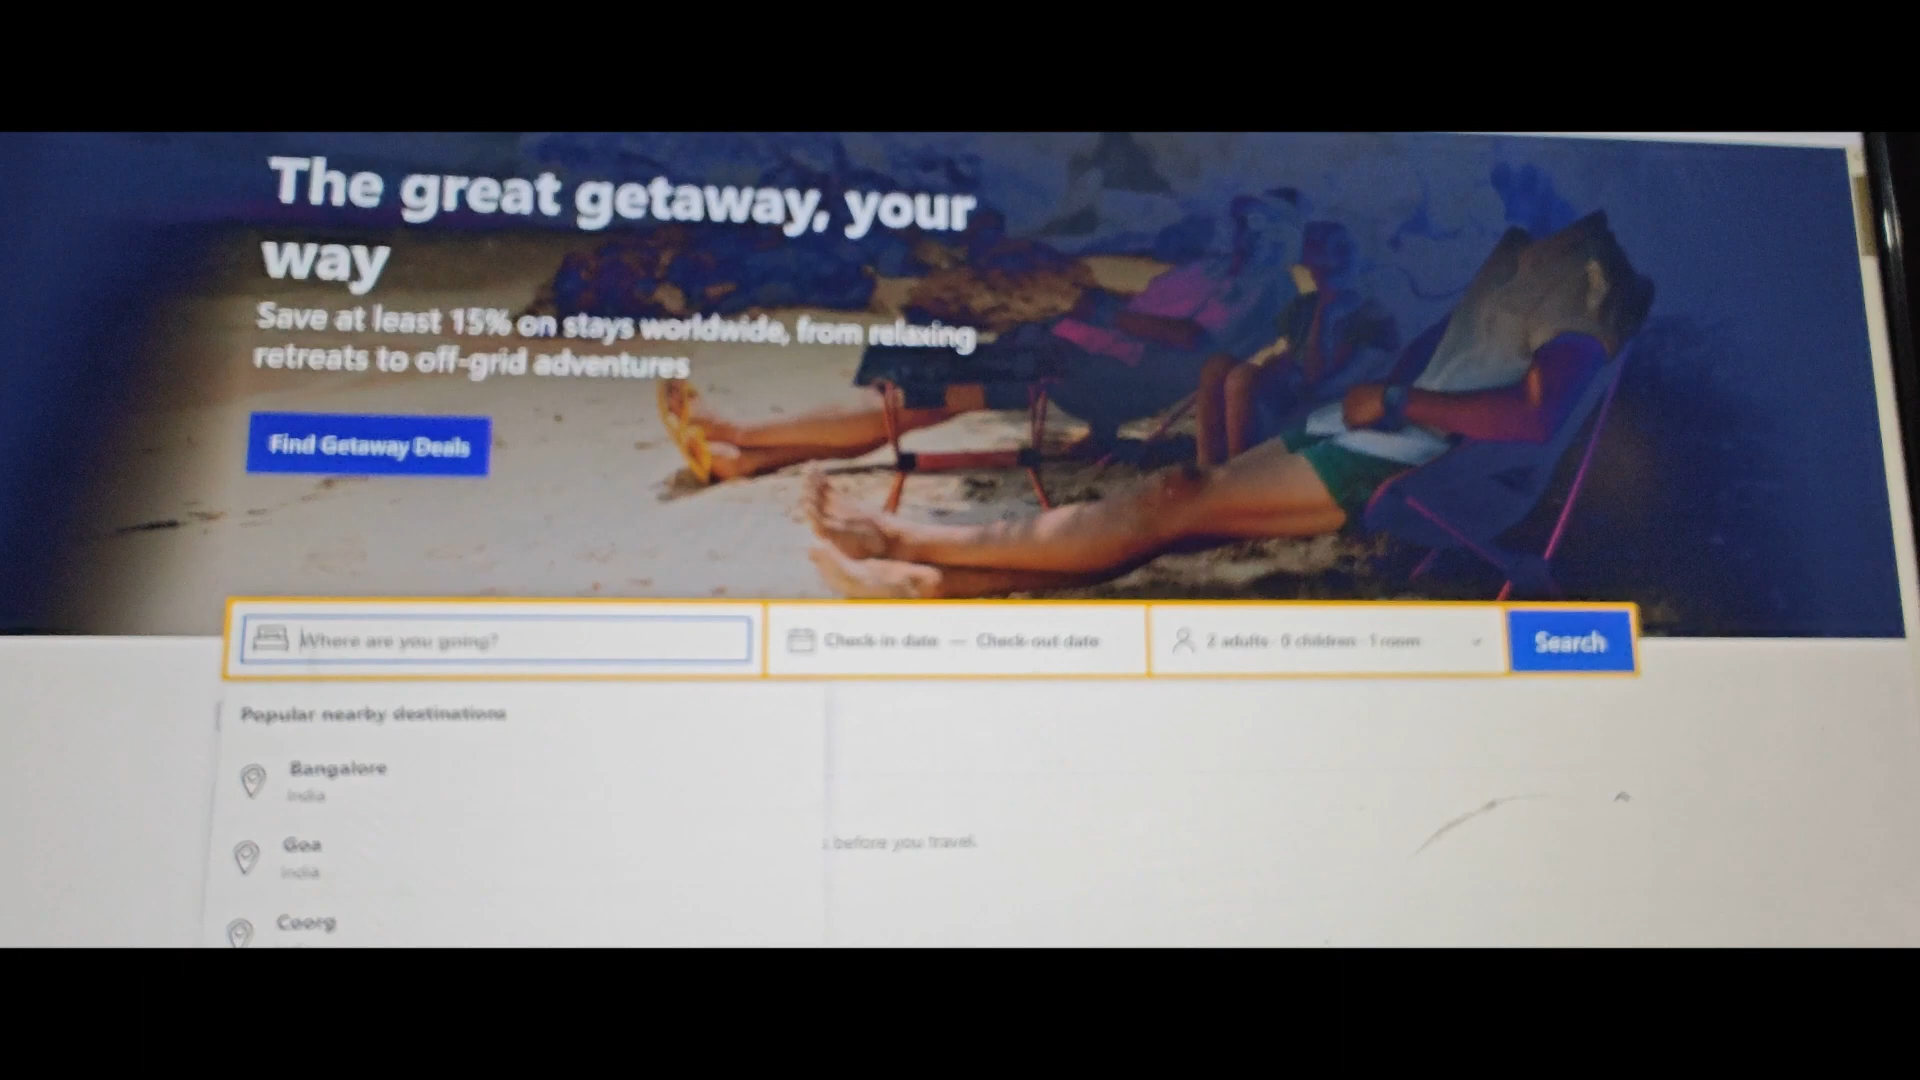 The great getaway, your
way
Save at least 15% on stays worldwide, from relaxing
retreats to off-grid adventures
Find Getaway Deals
Where are you going?
Check-in date — Check-out date
2 adults · 0 children · 1 room
Search
Popular nearby destinations
Bangalore
India
Goa
India
before you travel.
Coorg